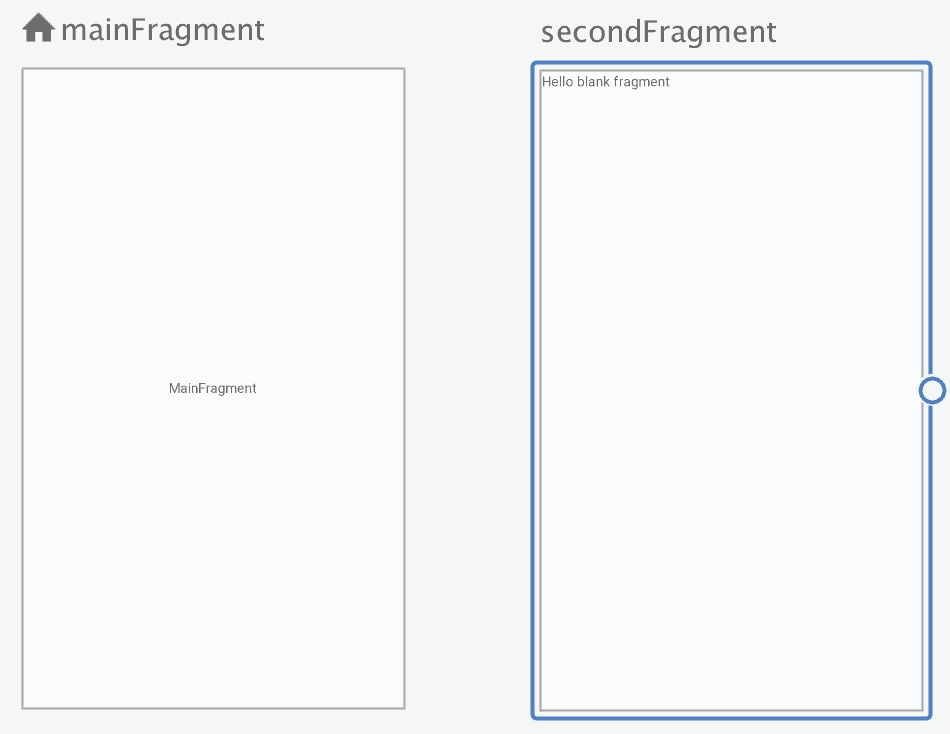 mainFragment
secondFragment
Hello blank fragment
MainFragment